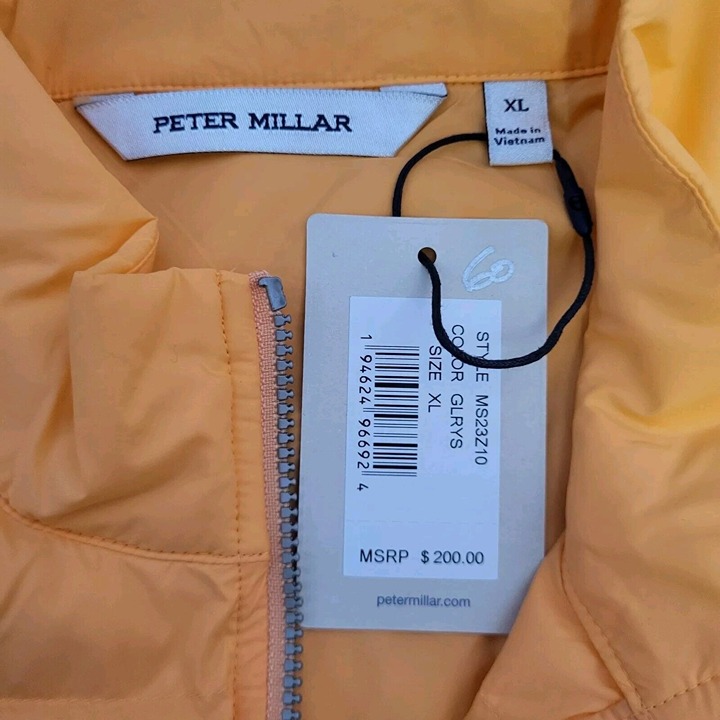 PETER MILLAR
XL
Made in
Vietnam
69
STYLE MS23Z10
COLOR GLRYS
SIZE XL
1 94624 96692 4
MSRP $ 200.00
petermillar.com